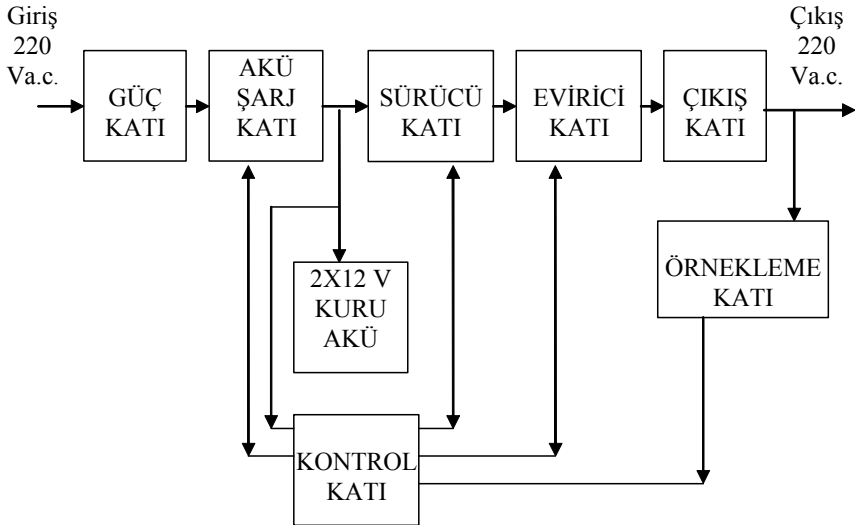 Giriş
220
Va.c.
GÜÇ
KATI
AKÜ
ŞARJ
KATI
SÜRÜCÜ
KATI
EVİRİCİ
KATI
ÇIKIŞ
KATI
Çıkış
220
Va.c.
2X12 V
KURU
AKÜ
ÖRNEKLEME
KATI
KONTROL
KATI